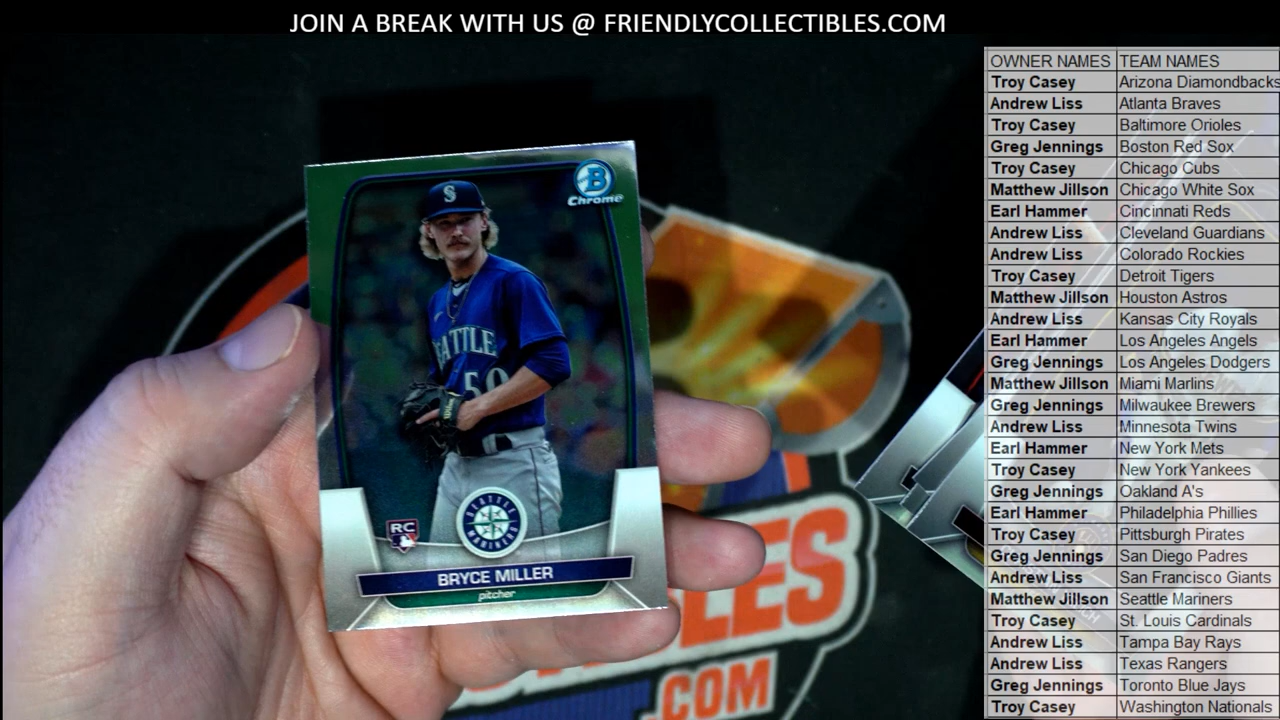 JOIN A BREAK WITH US @ FRIENDLYCOLLECTIBLES.COM
OWNER NAMES TEAM NAMES
Troy Casey Arizona Diamondbacks
Andrew Liss Atlanta Braves
Troy Casey Baltimore Orioles
Greg Jennings Boston Red Sox
Troy Casey Chicago Cubs
Matthew Jillson Chicago White Sox
Earl Hammer Cincinnati Reds
Andrew Liss Cleveland Guardians
Andrew Liss Colorado Rockies
Troy Casey Detroit Tigers
Matthew Jillson Houston Astros
Andrew Liss Kansas City Royals
Earl Hammer Los Angeles Angels
Greg Jennings Los Angeles Dodgers
Matthew Jillson Miami Marlins
Greg Jennings Milwaukee Brewers
Andrew Liss Minnesota Twins
Earl Hammer New York Mets
Troy Casey New York Yankees
Greg Jennings Oakland A's
Earl Hammer Philadelphia Phillies
Troy Casey Pittsburgh Pirates
Greg Jennings San Diego Padres
Andrew Liss San Francisco Giants
Matthew Jillson Seattle Mariners
Troy Casey St. Louis Cardinals
Andrew Liss Tampa Bay Rays
Andrew Liss Texas Rangers
Greg Jennings Toronto Blue Jays
Troy Casey Washington Nationals
B
Chrome
S
EATTLE
50
RC
SEATTLE
MARINERS
BRYCE MILLER
pitcher
LES
.COM